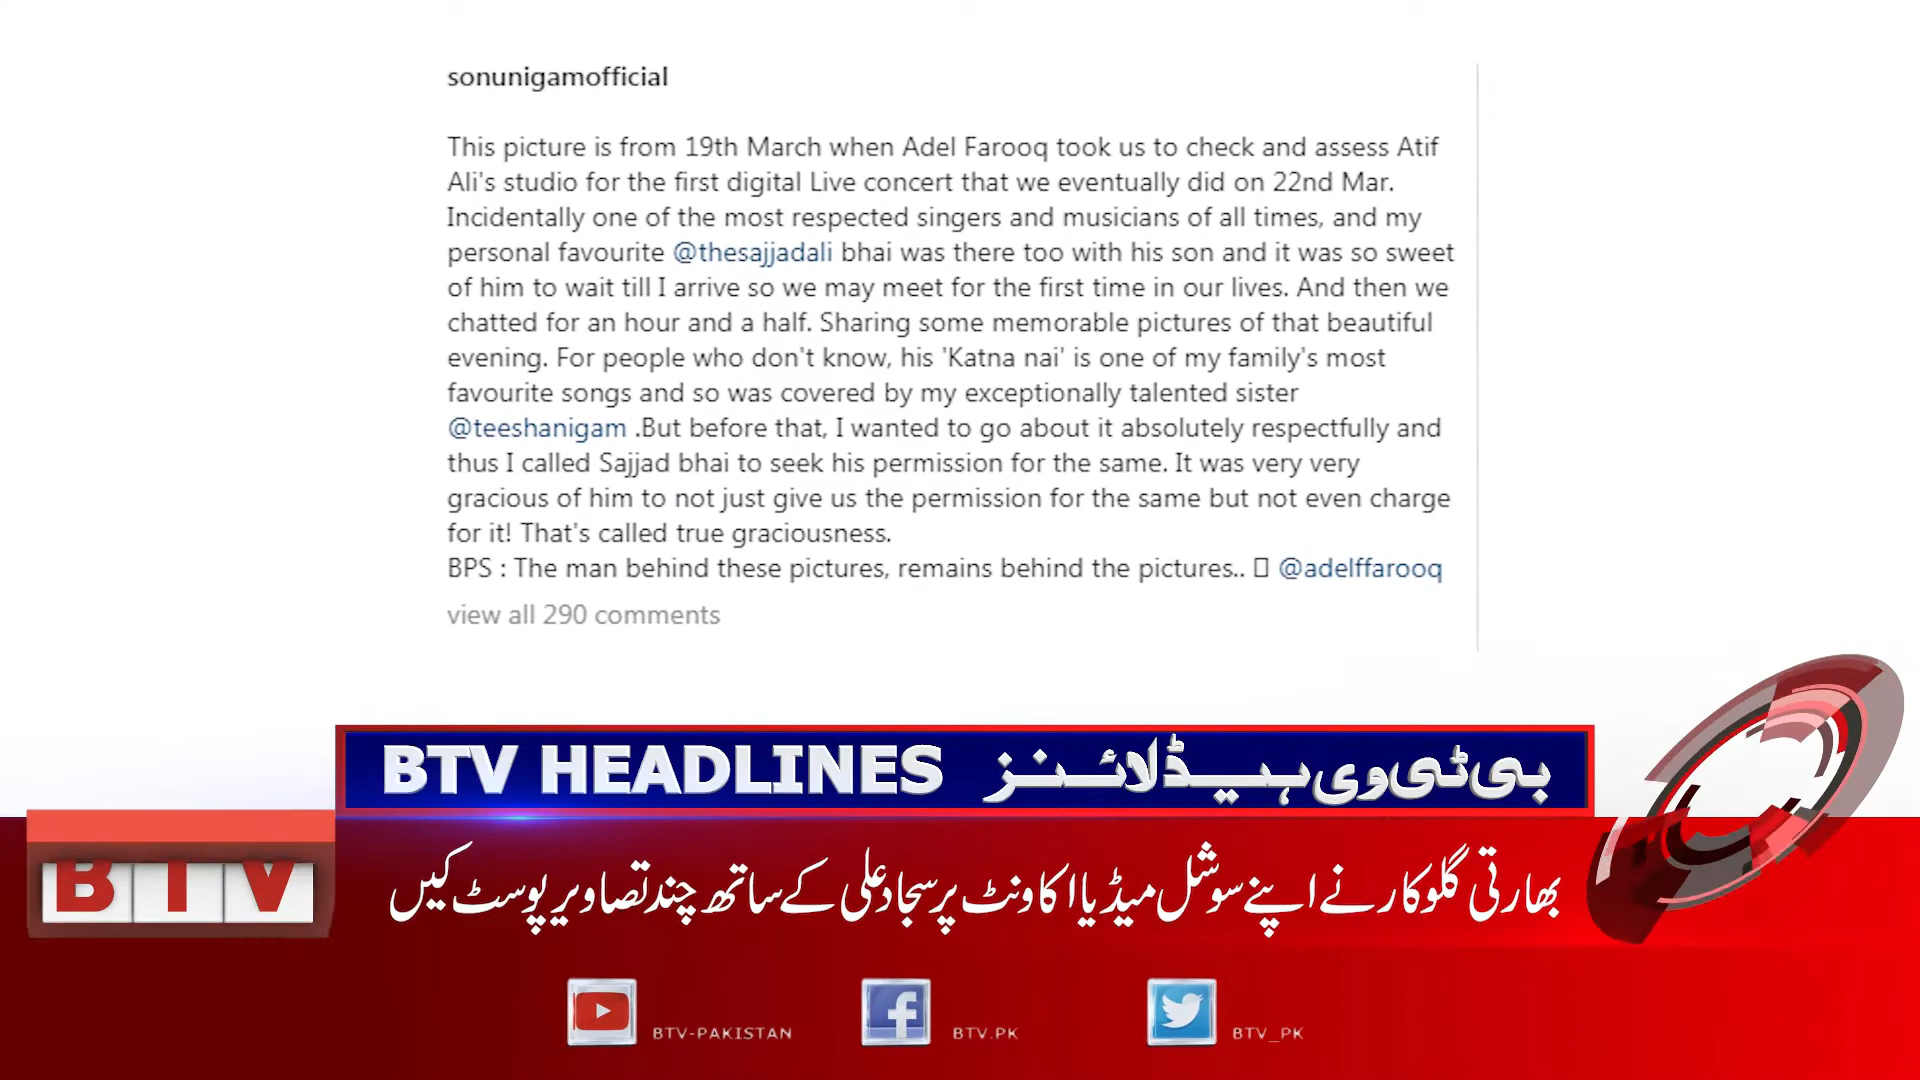 sonunigamofficial
This picture is from 19th March when Adel Farooq took us to check and assess Atif
Ali's studio for the first digital Live concert that we eventually did on 22nd Mar.
Incidentally one of the most respected singers and musicians of all times, and my
personal favourite @thesajjadali bhai was there too with his son and it was so sweet
of him to wait till I arrive so we may meet for the first time in our lives. And then we
chatted for an hour and a half. Sharing some memorable pictures of that beautiful
evening. For people who don't know, his 'Katna nai' is one of my family's most
favourite songs and so was covered by my exceptionally talented sister
@teeshanigam .But before that, I wanted to go about it absolutely respectfully and
thus I called Sajjad bhai to seek his permission for the same. It was very very
gracious of him to not just give us the permission for the same but not even charge
for it! That's called true graciousness.
BPS : The man behind these pictures, remains behind the pictures.. @adelffarooq
view all 290 comments
BTV HEADLINES بی ٹی وی ہیڈلائنز
BTV
بھارتی گلوکار نے اپنے سوشل میڈیا اکاونٹ پر سجاد علی کے ساتھ چند تصاویر پوسٹ کیں
BTV-PAKISTAN BTV.PK BTV_PK